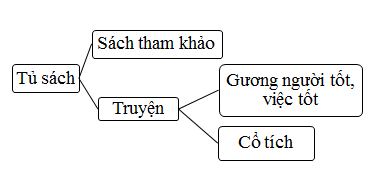 Sách tham khảo
Tủ sách
Gương người tốt,
việc tốt
Truyện
Cổ tích